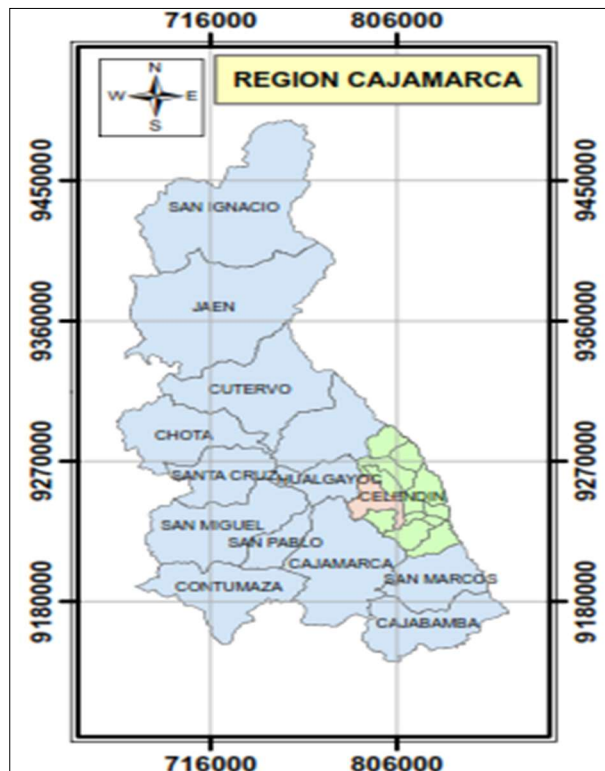 716000 806000
N
W E
S
REGION CAJAMARCA
9450000 9450000
SAN IGNACIO
JAEN
9360000 9360000
CUTERVO
CHOTA
9270000 9270000
SANTA CRUZ HUALGAYOC
CELENDIN
SAN MIGUEL
SAN PABLO
CAJAMARCA
SAN MARCOS
CONTUMAZA
9180000 9180000
CAJABAMBA
716000 806000